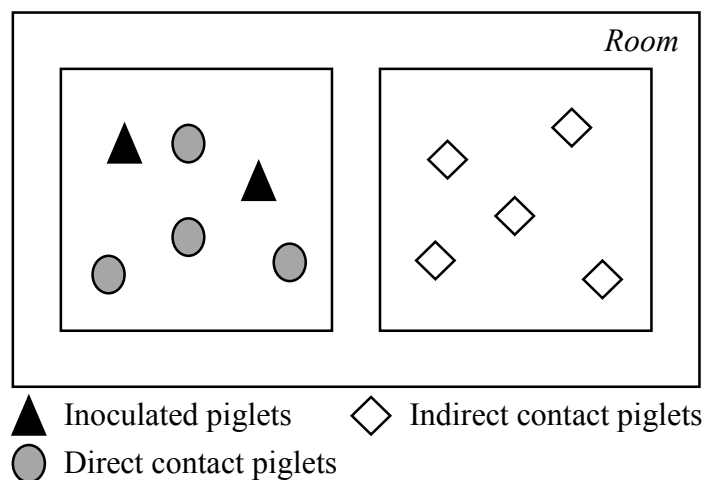 Room
Inoculated piglets
Indirect contact piglets
Direct contact piglets